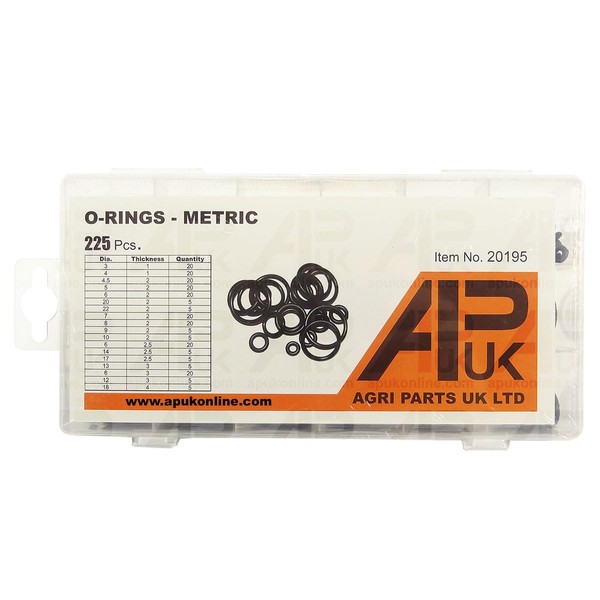 O-RINGS - METRIC
225 Pcs.
Item No. 20195
Dia. Thickness Quantity
3 1 20
4 1 20
4.5 2 20
5 2 20
6 2 20
20 2 5
22 2 5
7 2 20
8 2 20
9 2 5
10 2 5
6 2.5 20
14 2.5 5
17 2.5 5
13 3 5
6 3 20
12 3 5
18 4 5
AP UK
www.apukonline.com
AGRI PARTS UK LTD